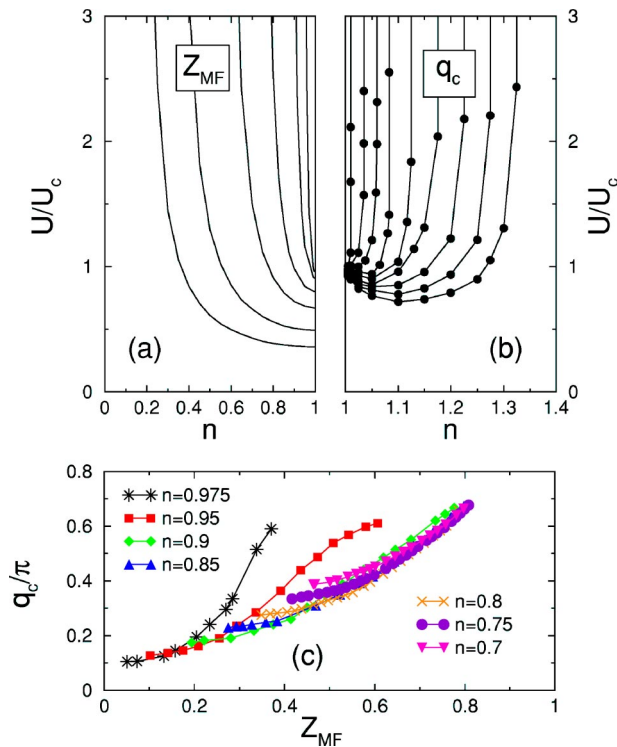 3
3
Z_MF
q_c
2
2
U/U_c
U/U_c
1
1
(a)
(b)
0
0
0 0.2 0.4 0.6 0.8 1
1 1.1 1.2 1.3 1.4
n
n
0.8
n=0.975
n=0.95
0.6
n=0.9
n=0.85
q_c/π
0.4
n=0.8
0.2
n=0.75
(c)
n=0.7
0
0 0.2 0.4 0.6 0.8 1
Z_MF